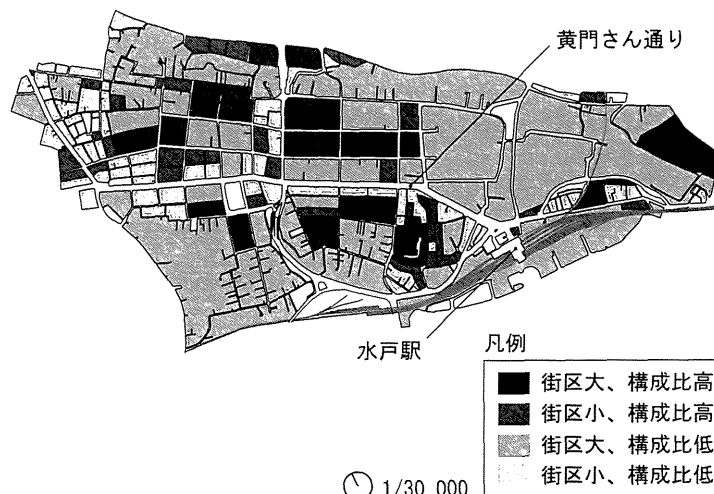 黄門さん通り
水戸駅
凡例
街区大、構成比高
街区小、構成比高
街区大、構成比低
街区小、構成比低
1/30,000